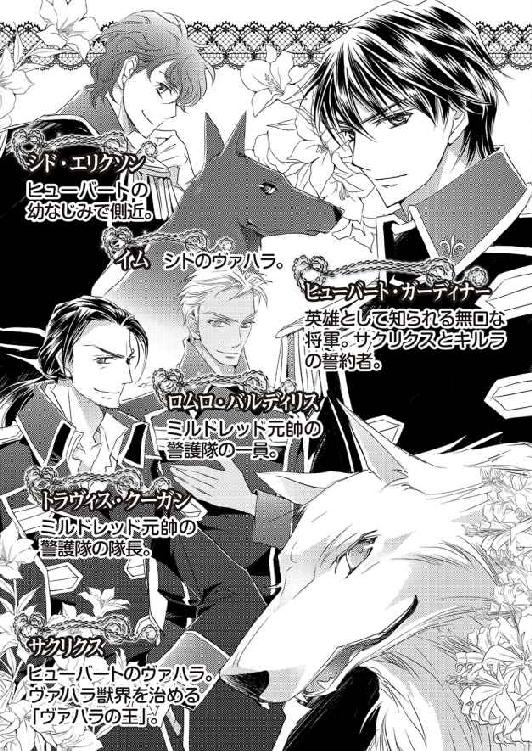 シド・エリクソン
ヒューバートの
幼なじみで側近。
イム シドのヴァハラ。
ヒューバート・ガーディナー
英雄として知られる無口な
将軍。サクリクスとキルラ
の誓約者。
ロムロ・バルディリス
ミルドレッド元帥の
警護隊の一員。
トラヴィス・クーガン
ミルドレッド元帥の
警護隊の隊長。
サクリクス
ヒューバートのヴァハラ。
ヴァハラ獣界を治める
「ヴァハラの王」。